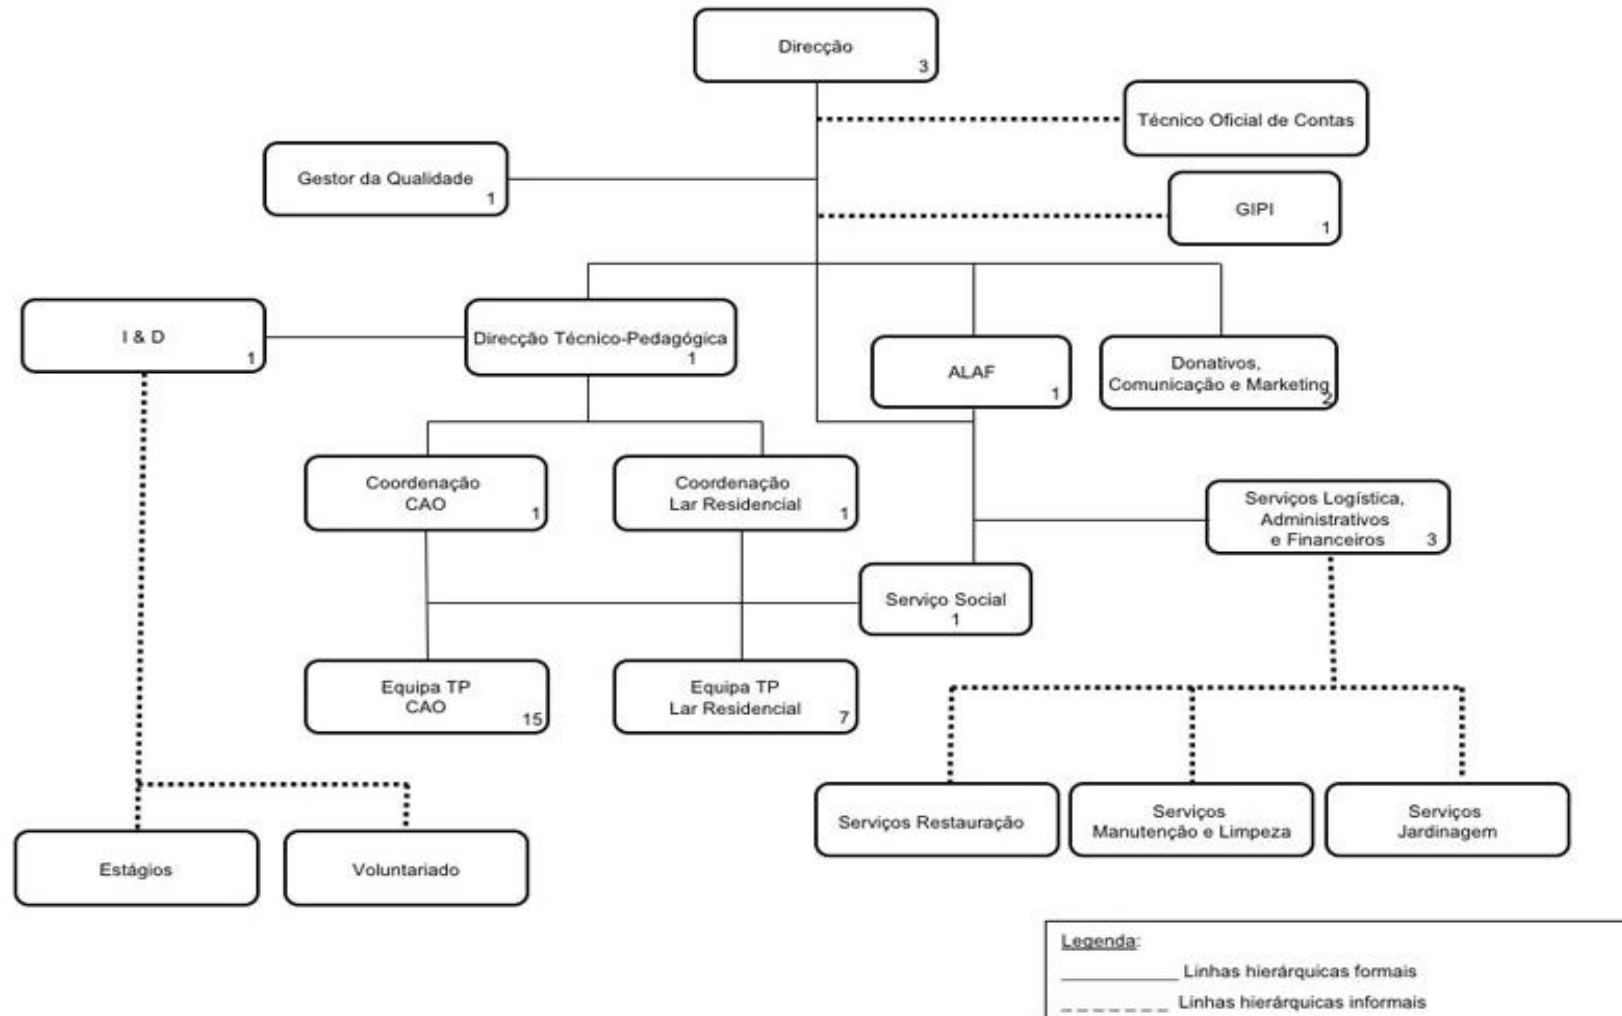 Direcção
3
Técnico Oficial de Contas
Gestor da Qualidade
1
GIPI
1
I & D
1
Direcção Técnico-Pedagógica
1
ALAF
1
Donativos,
Comunicação e Marketing
2
Coordenação
CAO
1
Coordenação
Lar Residencial
1
Serviços Logística,
Administrativos
e Financeiros 3
Serviço Social
1
Equipa TP
CAO
15
Equipa TP
Lar Residencial
7
Serviços Restauração
Serviços
Manutenção e Limpeza
Serviços
Jardinagem
Estágios
Voluntariado
Legenda:
Linhas hierárquicas formais
Linhas hierárquicas informais